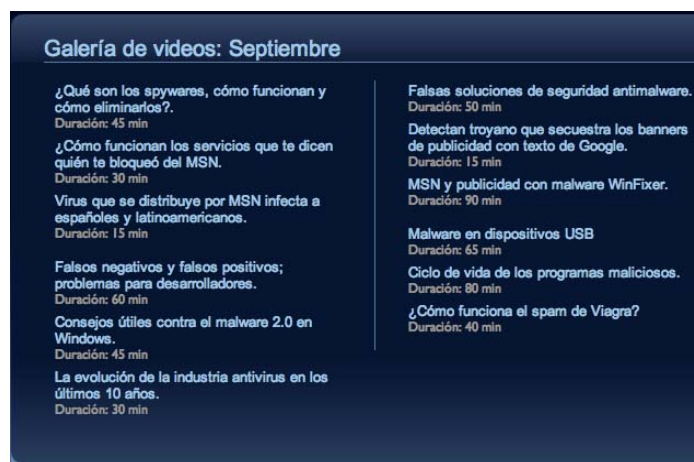 Galería de videos: Septiembre
¿Qué son los spywares, cómo funcionan y
cómo eliminarlos?.
Duración: 45 min
¿Cómo funcionan los servicios que te dicen
quién te bloqueó del MSN.
Duración: 30 min
Virus que se distribuye por MSN infecta a
españoles y latinoamericanos.
Duración: 15 min
Falsos negativos y falsos positivos;
problemas para desarrolladores.
Duración: 60 min
Consejos útiles contra el malware 2.0 en
Windows.
Duración: 45 min
La evolución de la industria antivirus en los
últimos 10 años.
Duración: 30 min
Falsas soluciones de seguridad antimalware.
Duración: 50 min
Detectan troyano que secuestra los banners
de publicidad con texto de Google.
Duración: 15 min
MSN y publicidad con malware WinFixer.
Duración: 90 min
Malware en dispositivos USB
Duración: 65 min
Ciclo de vida de los programas maliciosos.
Duración: 80 min
¿Cómo funciona el spam de Viagra?
Duración: 40 min